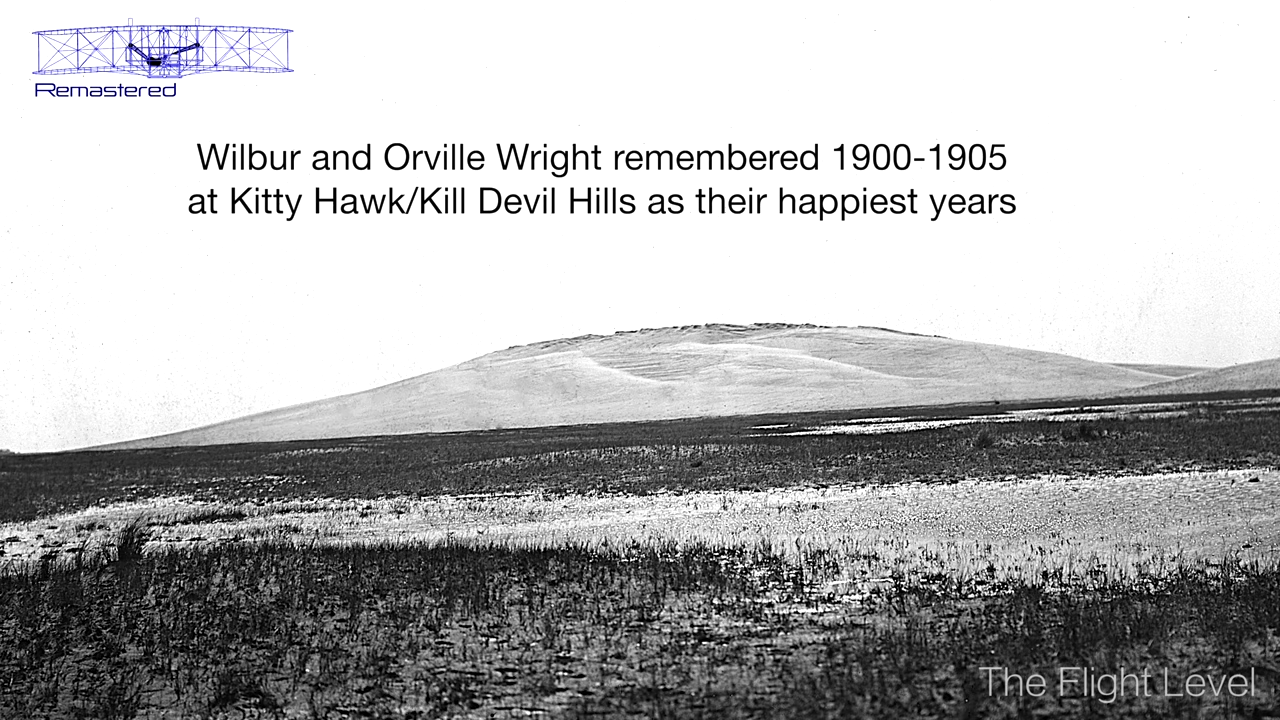 Remastered
Wilbur and Orville Wright remembered 1900-1905
at Kitty Hawk/Kill Devil Hills as their happiest years
The Flight Level